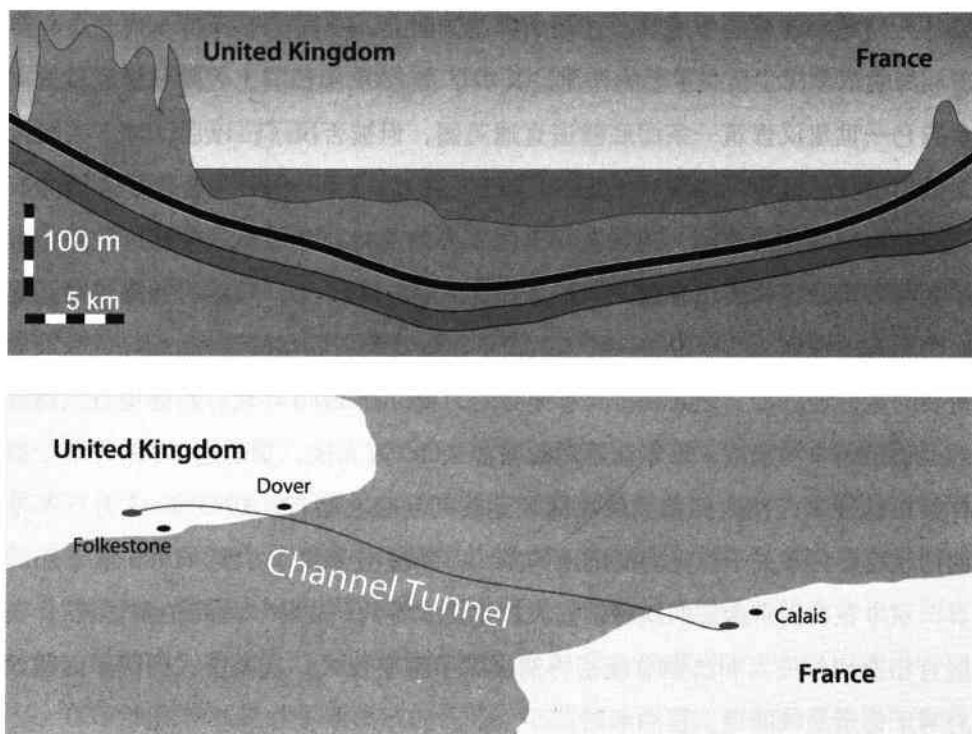 United Kingdom
France
100 m
5 km
United Kingdom
Dover
Folkestone
Channel Tunnel
Calais
France